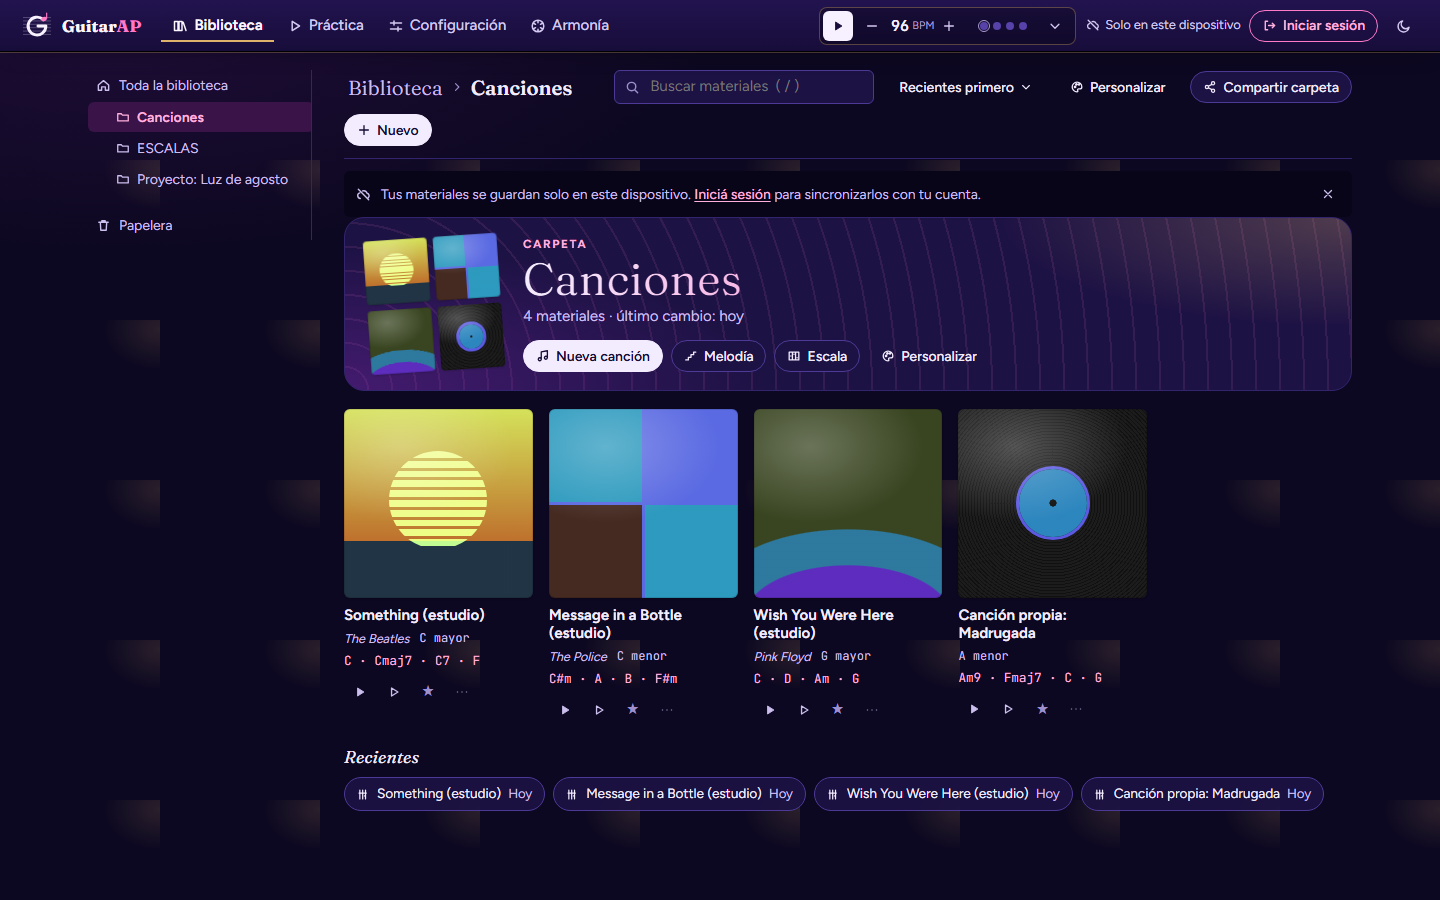 GuitarAP
Biblioteca
Práctica
Configuración
Armonía
96 BPM
Solo en este dispositivo
Iniciar sesión
Toda la biblioteca
Canciones
ESCALAS
Proyecto: Luz de agosto
Papelera
Biblioteca › Canciones
Buscar materiales ( / )
Recientes primero
Personalizar
Compartir carpeta
+ Nuevo
Tus materiales se guardan solo en este dispositivo. Iniciá sesión para sincronizarlos con tu cuenta.
CARPETA
Canciones
4 materiales · último cambio: hoy
Nueva canción
Melodía
Escala
Personalizar
Something (estudio)
The Beatles C mayor
C · Cmaj7 · C7 · F
Message in a Bottle
(estudio)
The Police C menor
C#m · A · B · F#m
Wish You Were Here
(estudio)
Pink Floyd G mayor
C · D · Am · G
Canción propia:
Madrugada
A menor
Am9 · Fmaj7 · C · G
Recientes
Something (estudio) Hoy
Message in a Bottle (estudio) Hoy
Wish You Were Here (estudio) Hoy
Canción propia: Madrugada Hoy